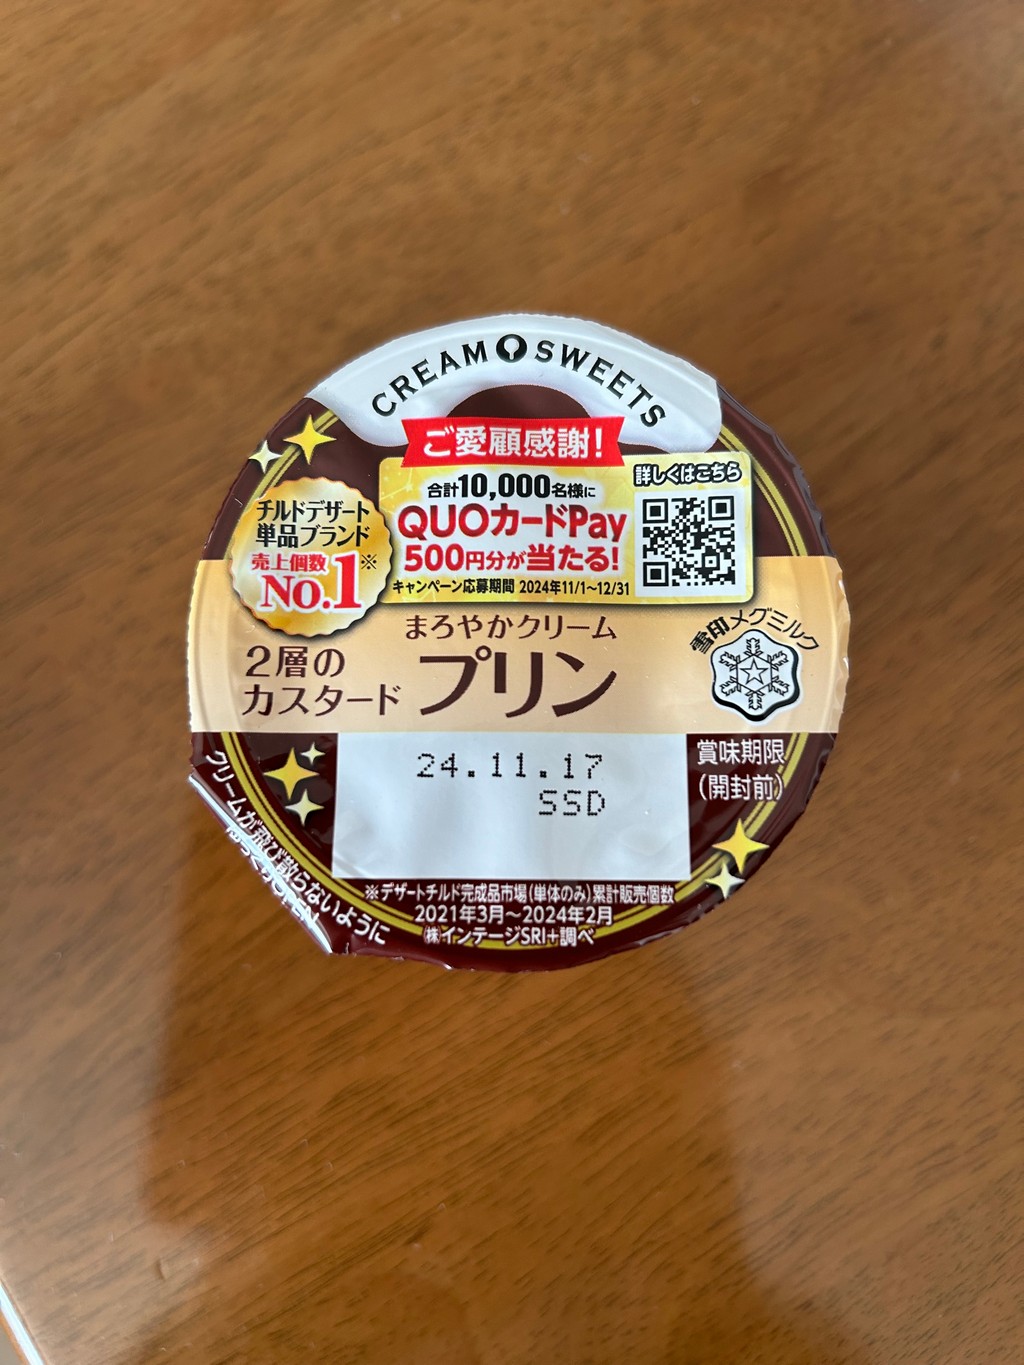 CREAM SWEETS
ご愛顧感謝!
合計10,000名様に
QUOカードPay
500円分が当たる!
キャンペーン応募期間 2024年11/1~12/31
詳しくはこちら
チルドデザート
単品ブランド
売上個数※
No.1
まろやかクリーム
2層の
カスタード
プリン
雪印メグミルク
24.11.17
SSD
賞味期限
(開封前)
クリームが飛び散らないように
ゆっくりOPEN
※デザートチルド完成品市場(単体のみ)累計販売個数
2021年3月~2024年2月
(株)インテージSRI+調べ